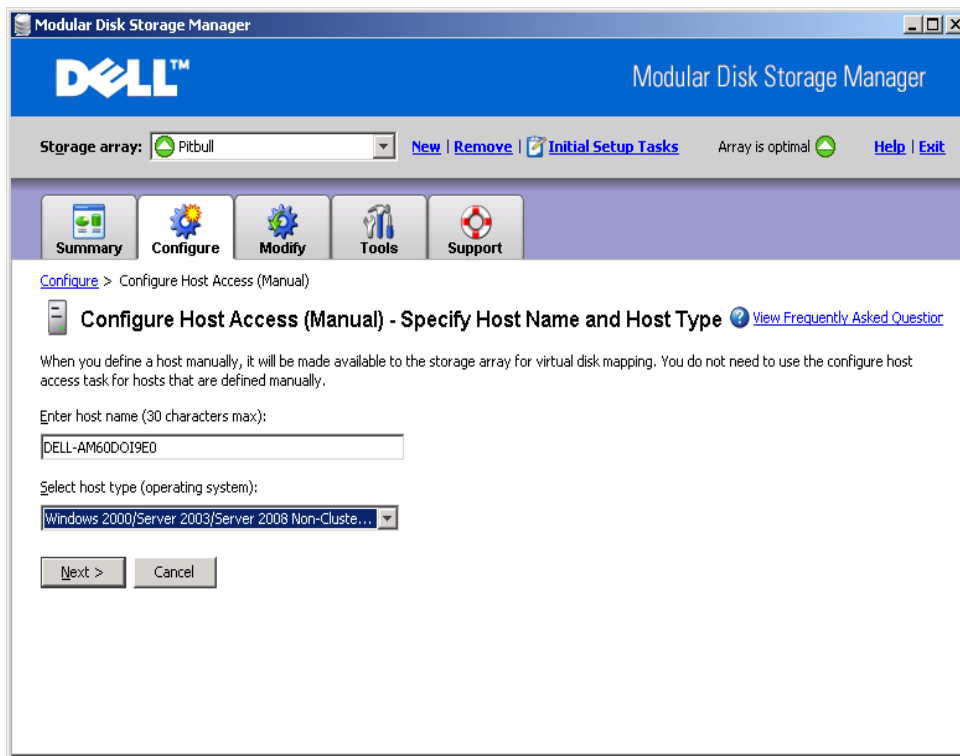 Modular Disk Storage Manager
DELL™
Modular Disk Storage Manager
Storage array: Pitbull New | Remove | Initial Setup Tasks Array is optimal Help | Exit
Summary Configure Modify Tools Support
Configure > Configure Host Access (Manual)
Configure Host Access (Manual) - Specify Host Name and Host Type View Frequently Asked Question
When you define a host manually, it will be made available to the storage array for virtual disk mapping. You do not need to use the configure host
access task for hosts that are defined manually.
Enter host name (30 characters max):
DELL-AM60DOI9E0
Select host type (operating system):
Windows 2000/Server 2003/Server 2008 Non-Cluste...
Next > Cancel